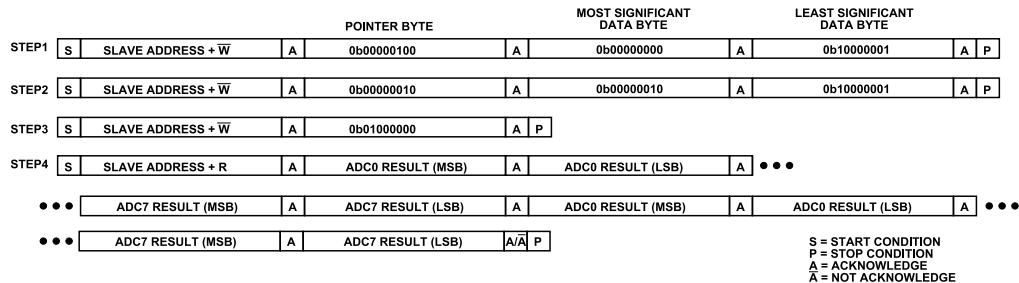 POINTER BYTE MOST SIGNIFICANT DATA BYTE LEAST SIGNIFICANT DATA BYTE
STEP1 S SLAVE ADDRESS + W̅ A 0b00000100 A 0b00000000 A 0b10000001 A P
STEP2 S SLAVE ADDRESS + W̅ A 0b00000010 A 0b00000010 A 0b10000001 A P
STEP3 S SLAVE ADDRESS + W̅ A 0b01000000 A P
STEP4 S SLAVE ADDRESS + R A ADC0 RESULT (MSB) A ADC0 RESULT (LSB) A •••
••• ADC7 RESULT (MSB) A ADC7 RESULT (LSB) A ADC0 RESULT (MSB) A ADC0 RESULT (LSB) A •••
••• ADC7 RESULT (MSB) A ADC7 RESULT (LSB) A/A̅ P
S = START CONDITION
P = STOP CONDITION
A = ACKNOWLEDGE
A̅ = NOT ACKNOWLEDGE